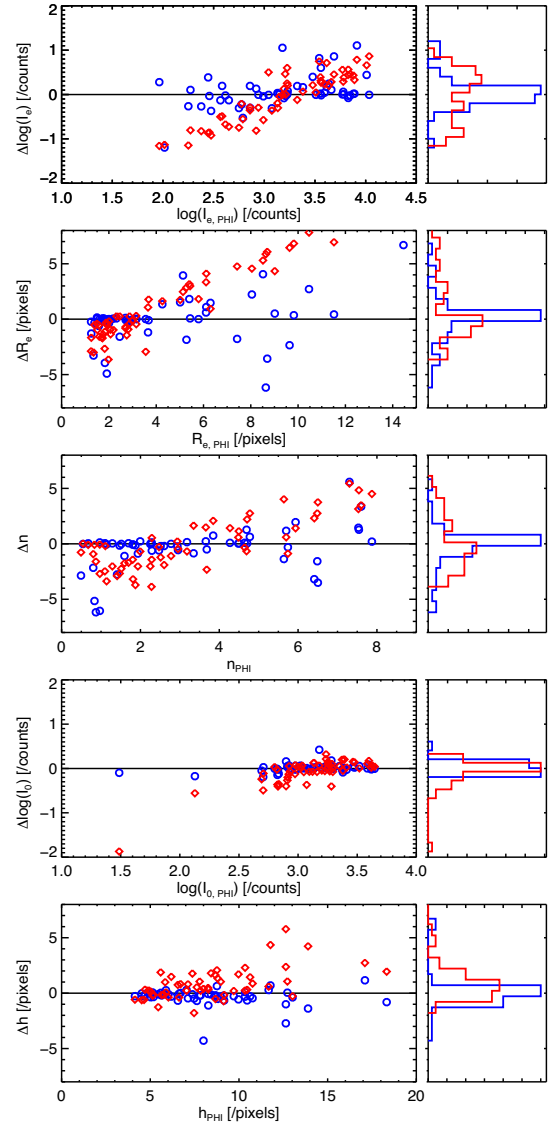 2
1
0
-1
-2
Δlog(I_e) [/counts]
1.0 1.5 2.0 2.5 3.0 3.5 4.0 4.5
log(I_e, PHI) [/counts]
5
0
-5
ΔR_e [/pixels]
0 2 4 6 8 10 12 14
R_e, PHI [/pixels]
5
0
-5
Δn
0 2 4 6 8
n_PHI
2
1
0
-1
-2
Δlog(I_0) [/counts]
1.0 1.5 2.0 2.5 3.0 3.5 4.0
log(I_0, PHI) [/counts]
5
0
-5
Δh [/pixels]
0 5 10 15 20
h_PHI [/pixels]